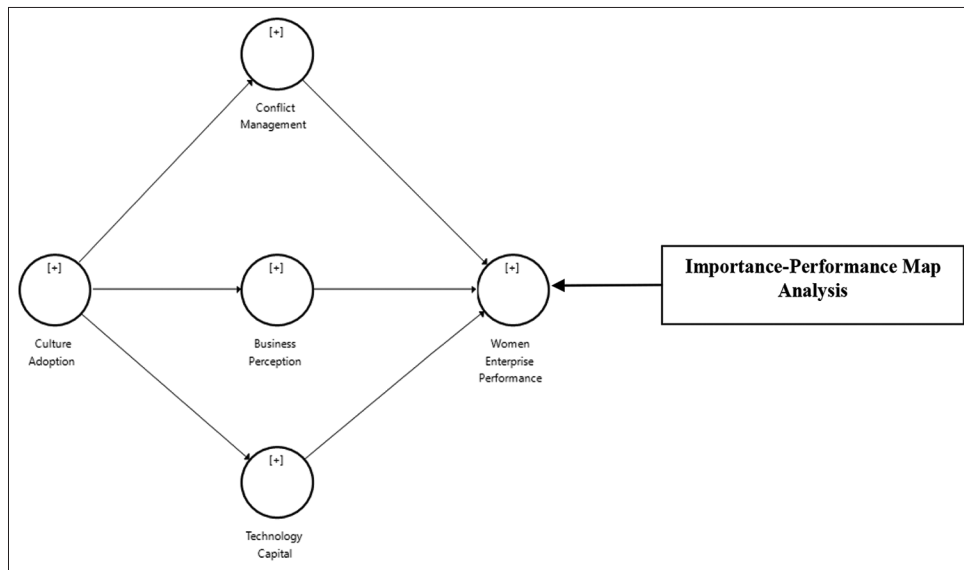 [+]
Conflict
Management
[+]
Culture
Adoption
[+]
Business
Perception
[+]
Women
Enterprise
Performance
Importance-Performance Map
Analysis
[+]
Technology
Capital